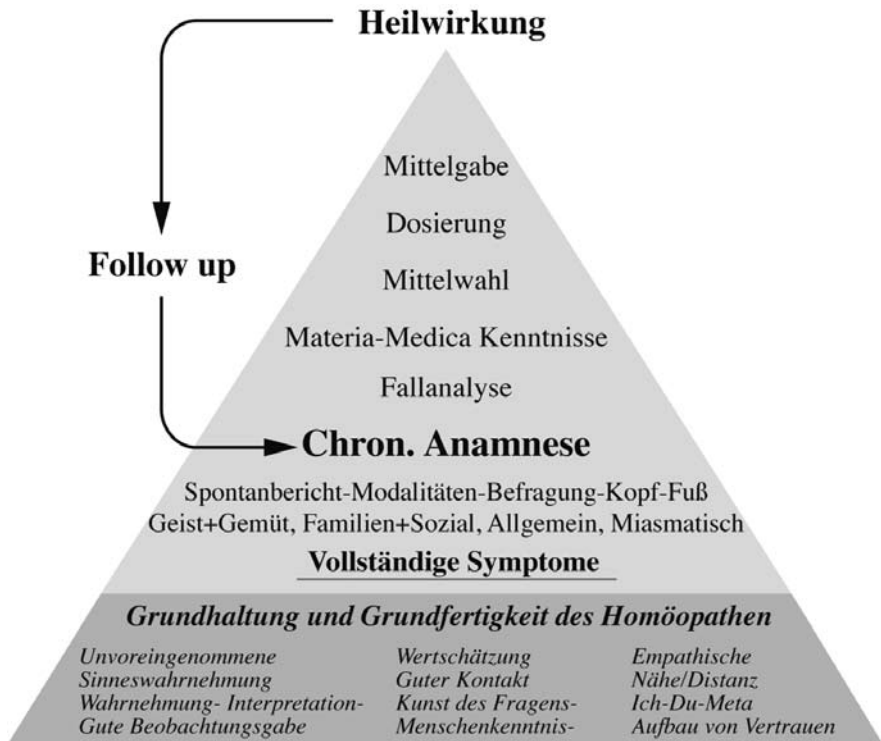 Heilwirkung
Mittelgabe
Dosierung
Follow up
Mittelwahl
Materia-Medica Kenntnisse
Fallanalyse
Chron. Anamnese
Spontanbericht-Modalitäten-Befragung-Kopf-Fuß
Geist+Gemüt, Familien+Sozial, Allgemein, Miasmatisch
Vollständige Symptome
Grundhaltung und Grundfertigkeit des Homöopathen
Unvoreingenommene
Sinneswahrnehmung
Wahrnehmung- Interpretation-
Gute Beobachtungsgabe
Wertschätzung
Guter Kontakt
Kunst des Fragens-
Menschenkenntnis-
Empathische
Nähe/Distanz
Ich-Du-Meta
Aufbau von Vertrauen